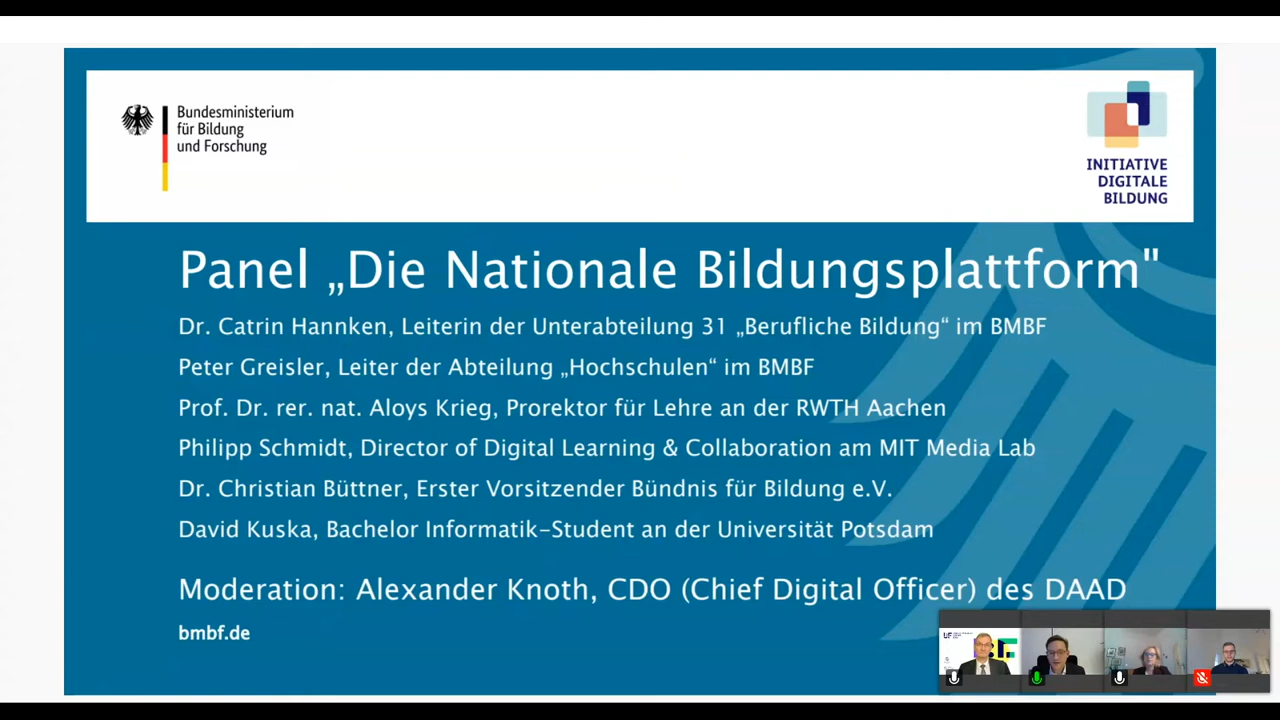 Bundesministerium
für Bildung
und Forschung
INITIATIVE
DIGITALE
BILDUNG
Panel „Die Nationale Bildungsplattform"
Dr. Catrin Hannken, Leiterin der Unterabteilung 31 „Berufliche Bildung“ im BMBF
Peter Greisler, Leiter der Abteilung „Hochschulen“ im BMBF
Prof. Dr. rer. nat. Aloys Krieg, Prorektor für Lehre an der RWTH Aachen
Philipp Schmidt, Director of Digital Learning & Collaboration am MIT Media Lab
Dr. Christian Büttner, Erster Vorsitzender Bündnis für Bildung e.V.
David Kuska, Bachelor Informatik-Student an der Universität Potsdam
Moderation: Alexander Knoth, CDO (Chief Digital Officer) des DAAD
bmbf.de